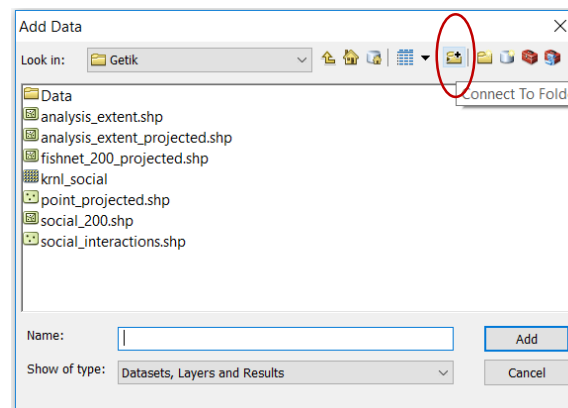 Add Data
Look in: Getik
Connect To Fold
Data
analysis_extent.shp
analysis_extent_projected.shp
fishnet_200_projected.shp
krnl_social
point_projected.shp
social_200.shp
social_interactions.shp
Name: Add
Show of type: Datasets, Layers and Results Cancel